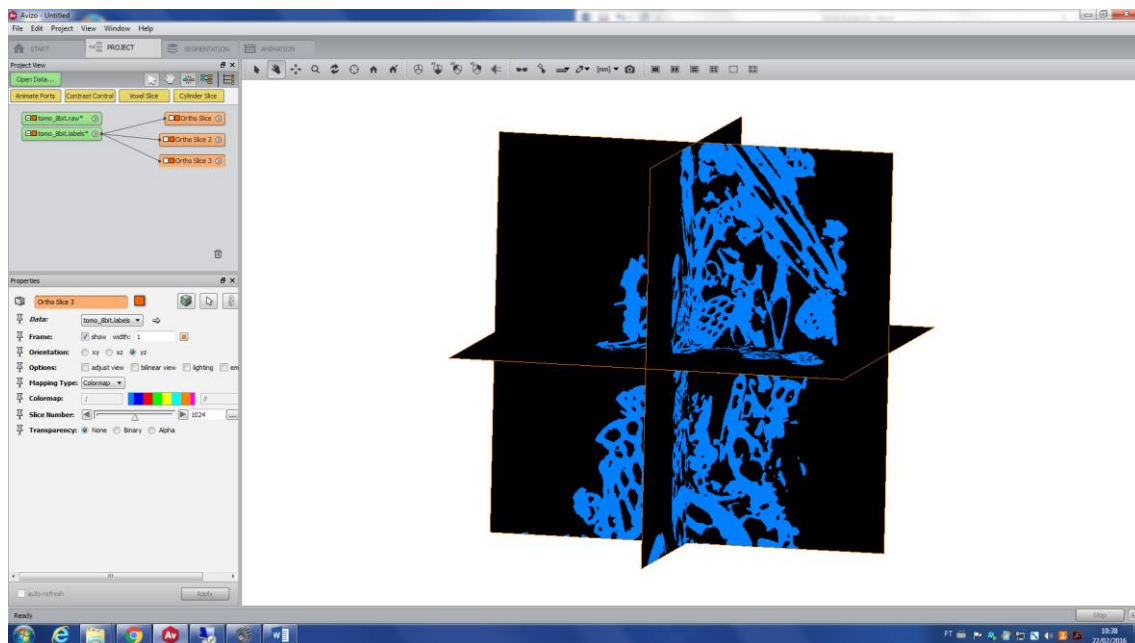 Avizo - Untitled
File Edit Project View Window Help
START PROJECT SEGMENTATION ANIMATION
Project View
Open Data...
Animate Ports Contrast Control Voxel Slice Cylinder Slice
tomo_8bit.raw* Ortho Slice
tomo_8bit.labels* Ortho Slice 2
Ortho Slice 3
Properties
Ortho Slice 3
Data: tomo_8bit.labels
Frame: show width: 1
Orientation: xy xz yz
Options: adjust view bilinear view lighting em
Mapping Type: Colormap
Colormap:
Slice Number: 1024 ...
Transparency: None Binary Alpha
auto-refresh Apply
Ready Stop
PT 10:38
22/02/2016